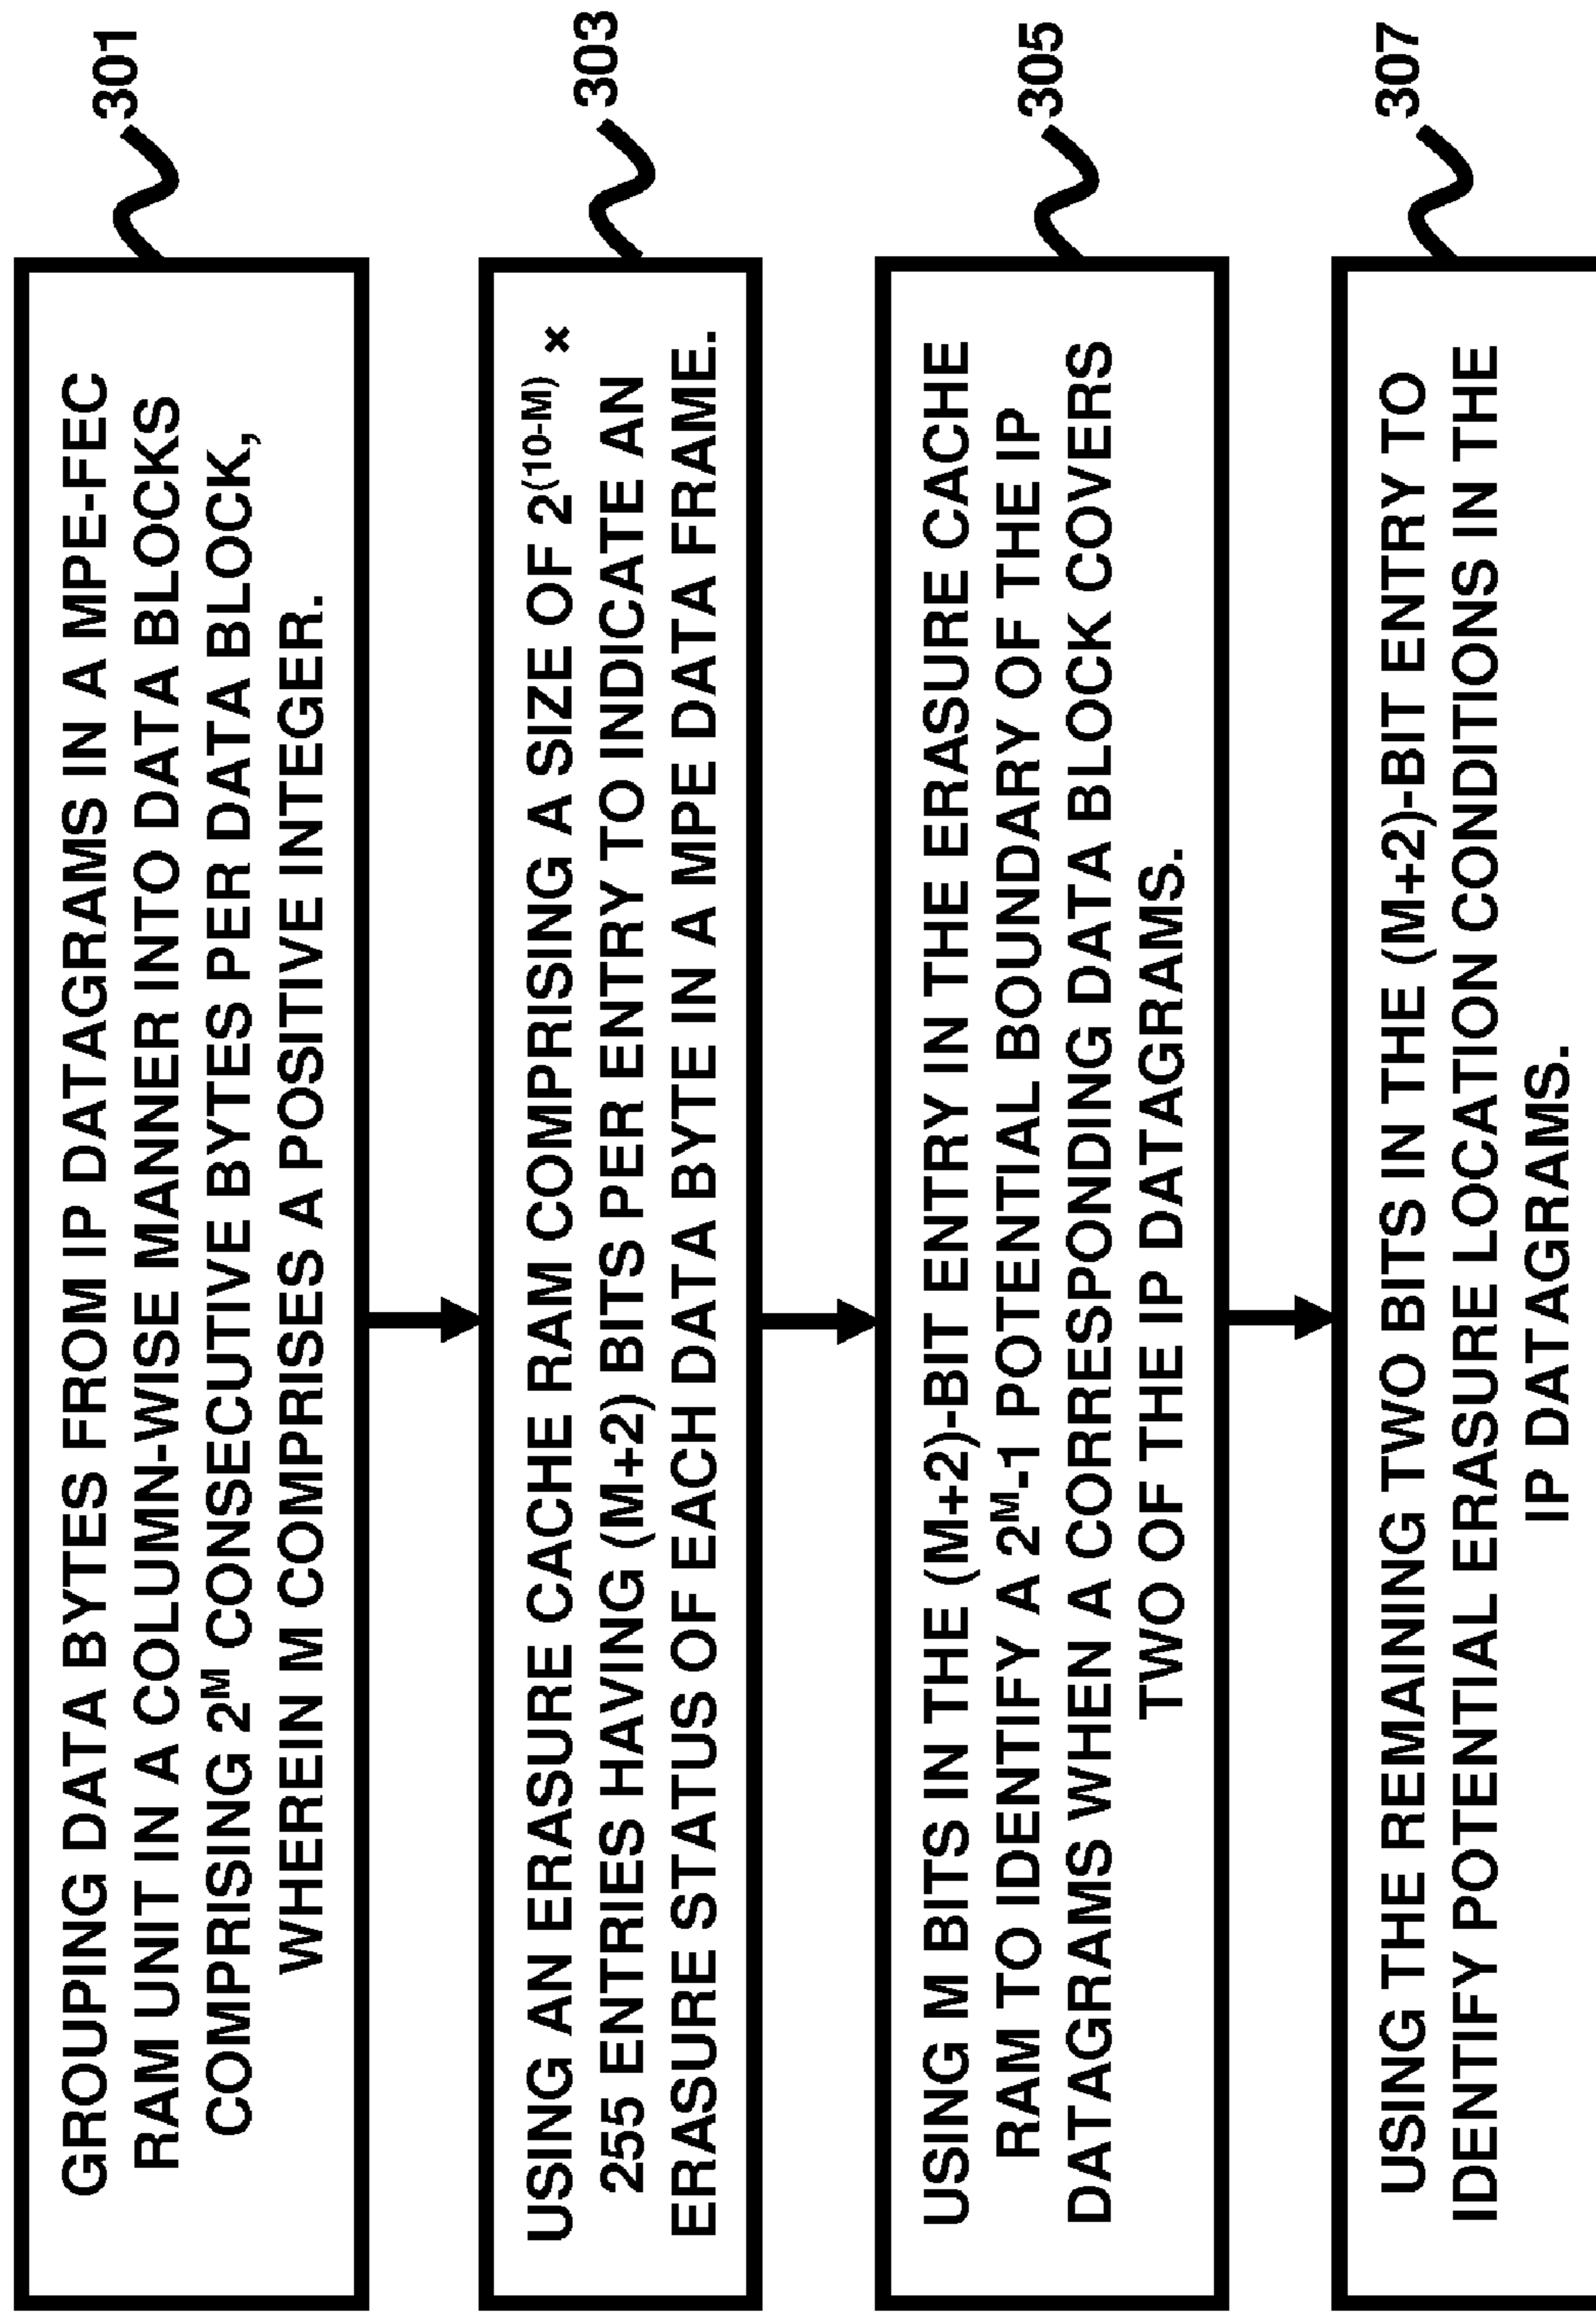 GROUPING DATA BYTES FROM IP DATAGRAMS IN A MPE-FEC
RAM UNIT IN A COLUMN-WISE MANNER INTO DATA BLOCKS
COMPRISING 2^M CONSECUTIVE BYTES PER DATA BLOCK,
WHEREIN M COMPRISES A POSITIVE INTEGER.
301
USING AN ERASURE CACHE RAM COMPRISING A SIZE OF 2^(10-M) ×
255 ENTRIES HAVING (M+2) BITS PER ENTRY TO INDICATE AN
ERASURE STATUS OF EACH DATA BYTE IN A MPE DATA FRAME.
303
USING M BITS IN THE (M+2)-BIT ENTRY IN THE ERASURE CACHE
RAM TO IDENTIFY A 2^M-1 POTENTIAL BOUNDARY OF THE IP
DATAGRAMS WHEN A CORRESPONDING DATA BLOCK COVERS
TWO OF THE IP DATAGRAMS.
305
USING THE REMAINING TWO BITS IN THE (M+2)-BIT ENTRY TO
IDENTIFY POTENTIAL ERASURE LOCATION CONDITIONS IN THE
IP DATAGRAMS.
307